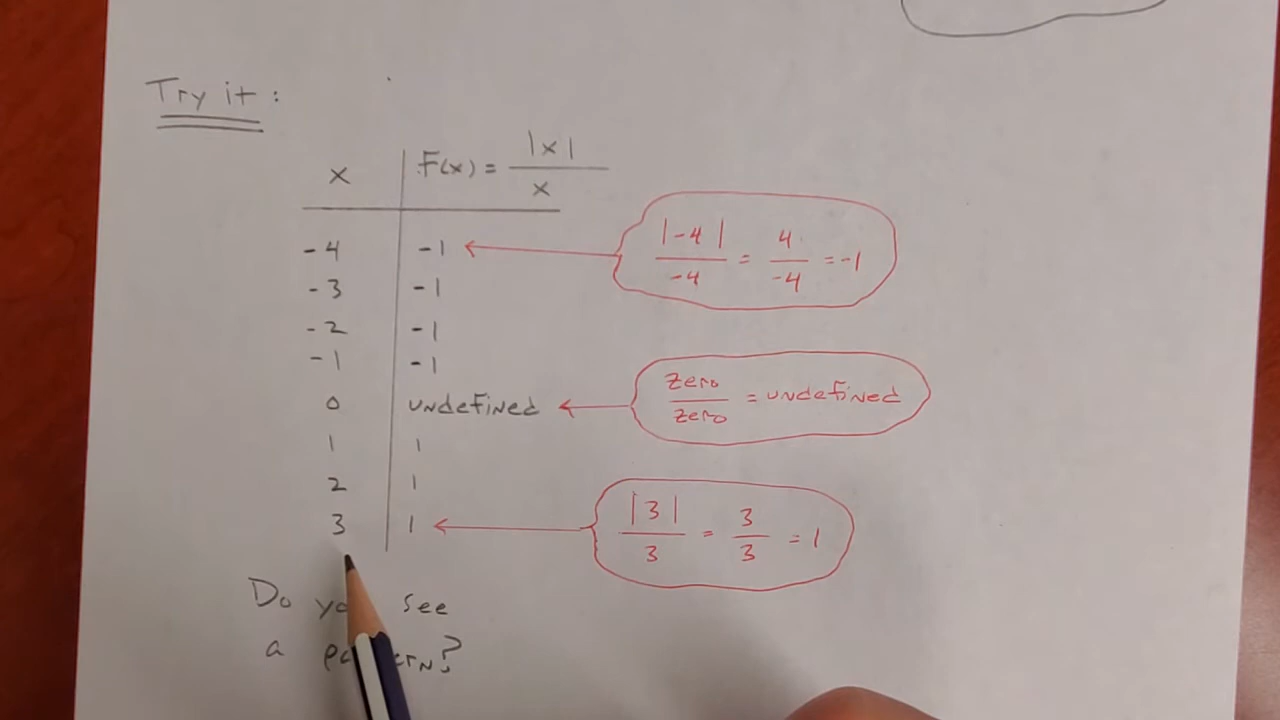 Try it:
x F(x) = |x| / x
-4 -1 |-4| / -4 = 4 / -4 = -1
-3 -1
-2 -1
-1 -1
0 undefined zero / zero = undefined
1 1
2 1
3 1 |3| / 3 = 3 / 3 = 1
Do see
a